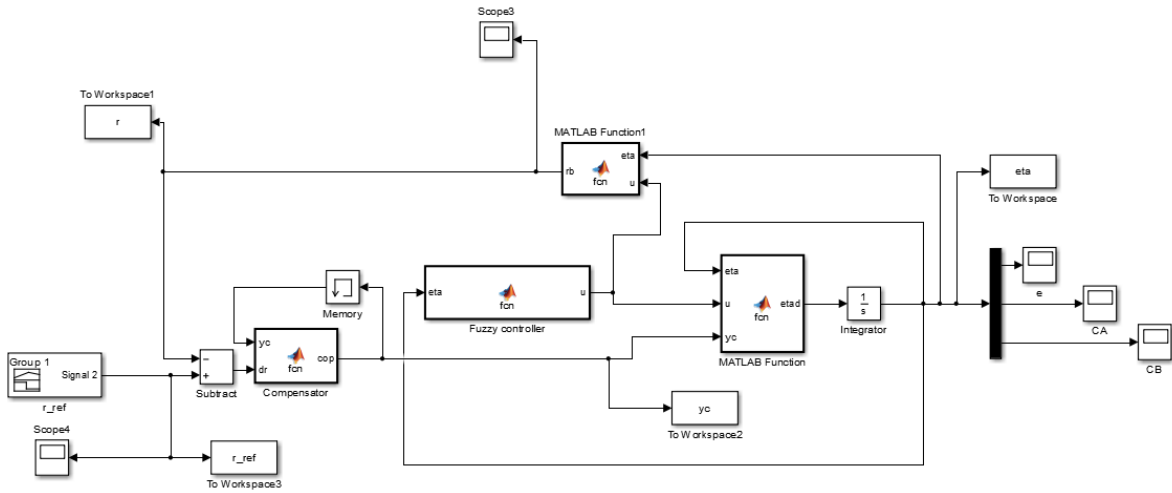 Scope3
To Workspace1
r
MATLAB Function1
eta
rb
fcn
u
eta
To Workspace
eta
Fuzzy controller
fcn
u
eta
u
yc
fcn
etad
MATLAB Function
1
s
Integrator
e
CA
CB
Memory
yc
dr
fcn
cop
Compensator
−
+
Subtract
Group 1
Signal 2
r_ref
Scope4
r_ref
To Workspace3
yc
To Workspace2